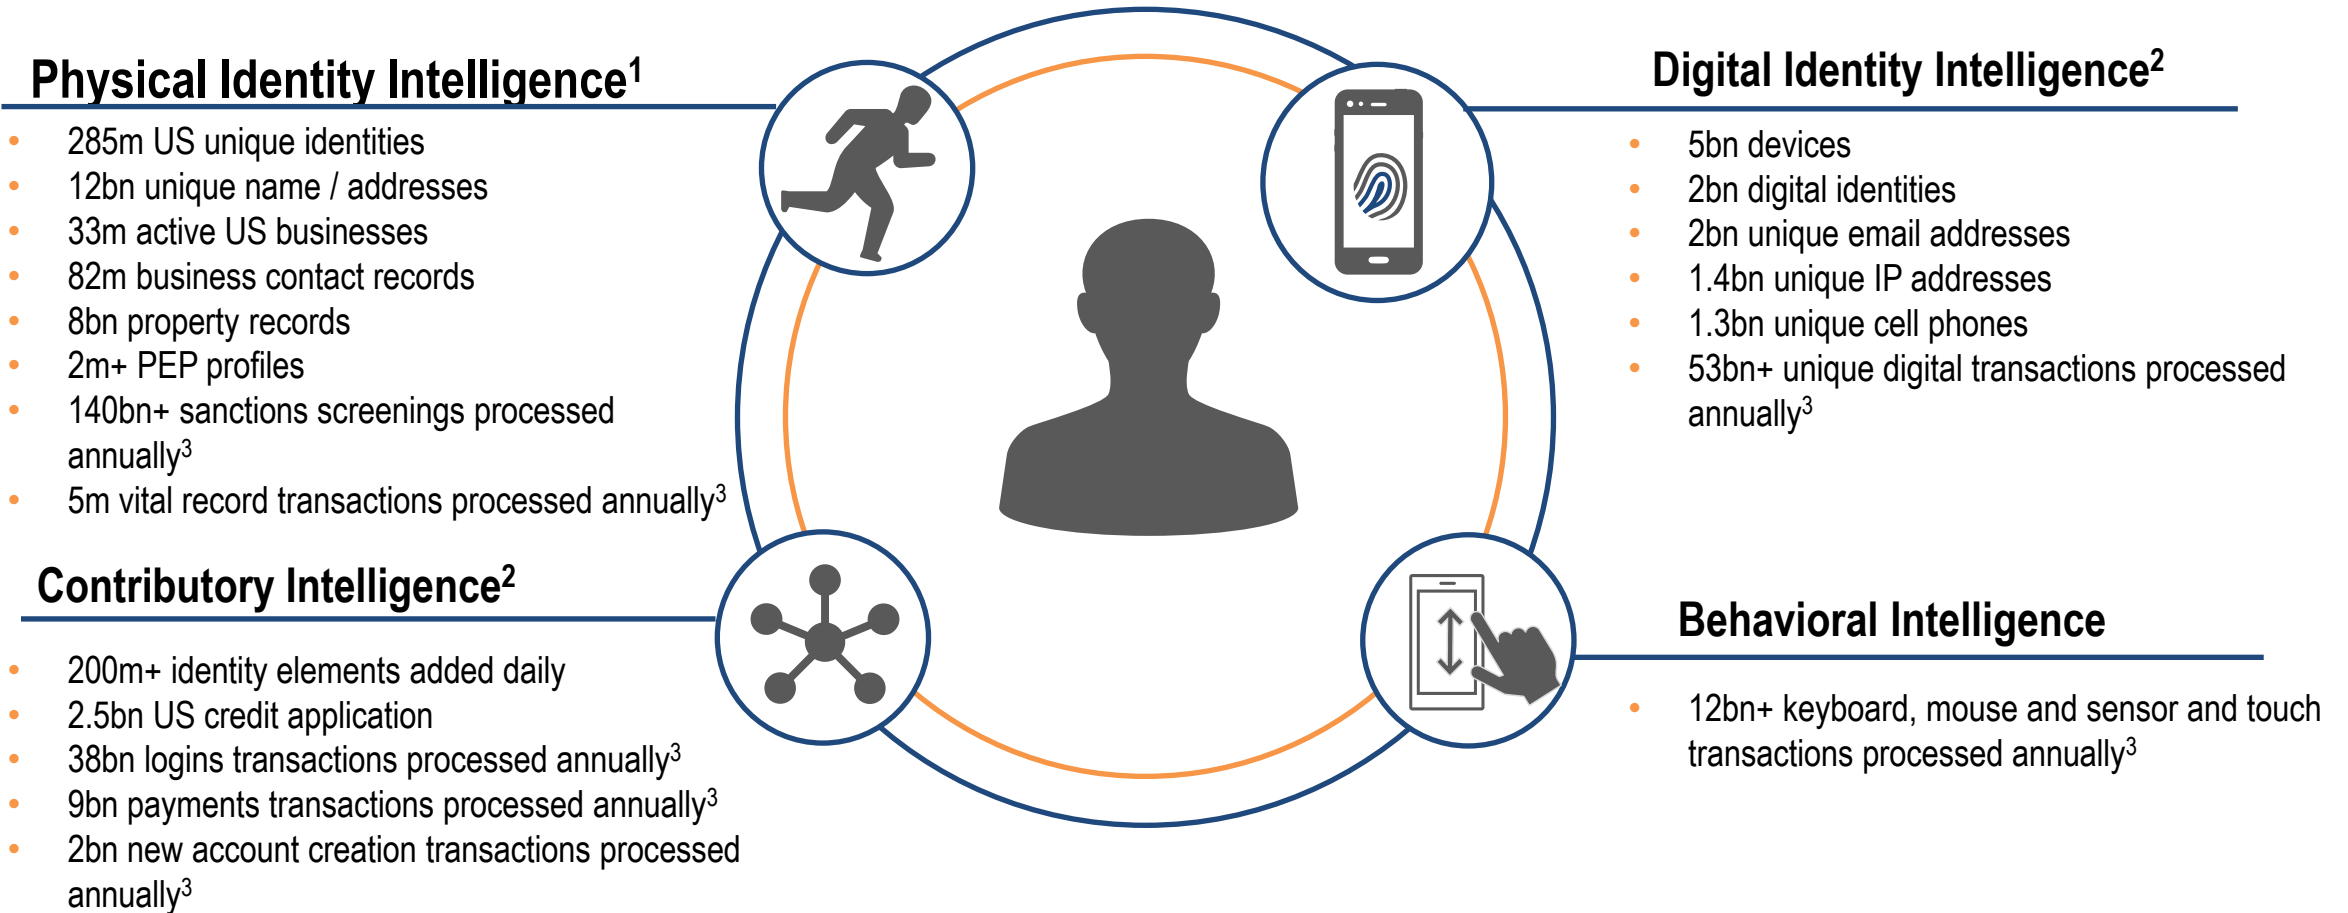 Physical Identity Intelligence¹
• 285m US unique identities
• 12bn unique name / addresses
• 33m active US businesses
• 82m business contact records
• 8bn property records
• 2m+ PEP profiles
• 140bn+ sanctions screenings processed
annually³
• 5m vital record transactions processed annually³
Digital Identity Intelligence²
• 5bn devices
• 2bn digital identities
• 2bn unique email addresses
• 1.4bn unique IP addresses
• 1.3bn unique cell phones
• 53bn+ unique digital transactions processed
annually³
Contributory Intelligence²
• 200m+ identity elements added daily
• 2.5bn US credit application
• 38bn logins transactions processed annually³
• 9bn payments transactions processed annually³
• 2bn new account creation transactions processed
annually³
Behavioral Intelligence
• 12bn+ keyboard, mouse and sensor and touch
transactions processed annually³